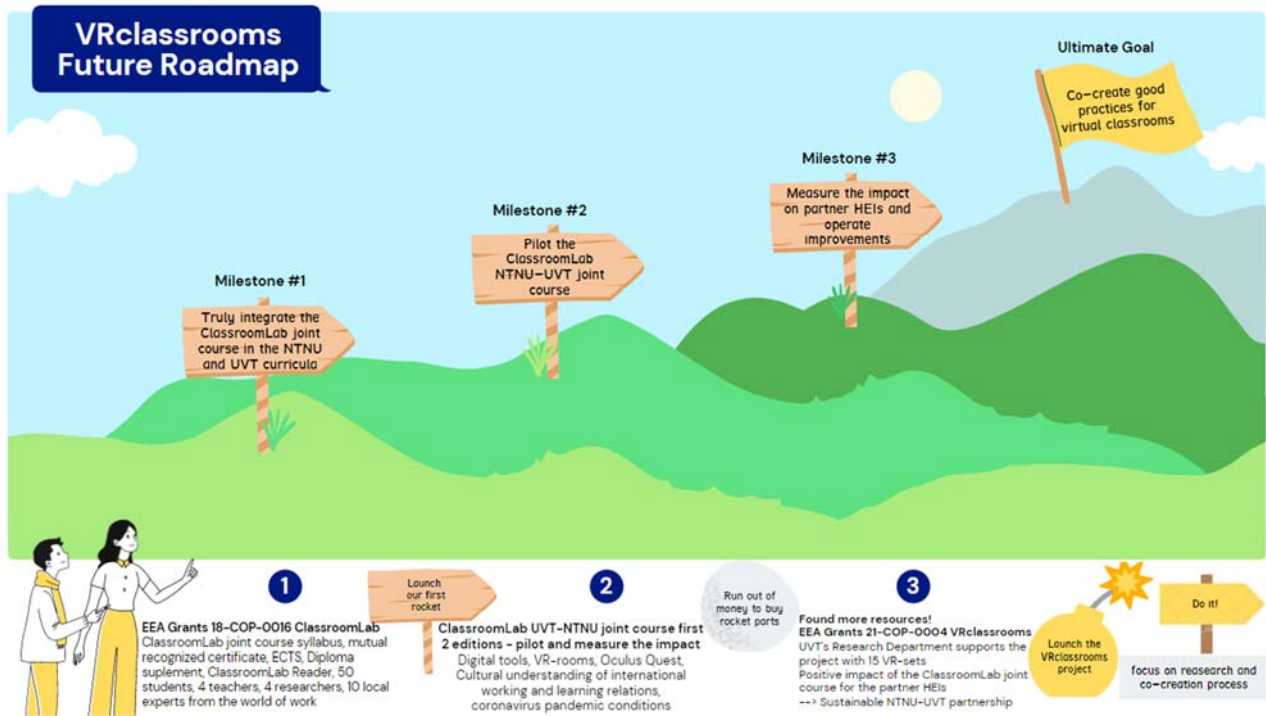 VRclassrooms
Future Roadmap
Ultimate Goal
Co-create good
practices for
virtual classrooms
Milestone #3
Measure the impact
on partner HEIs and
operate
improvements
Milestone #2
Pilot the
ClassroomLab
NTNU-UVT joint
course
Milestone #1
Truly integrate the
ClassroomLab joint
course in the NTNU
and UVT curricula
1
EEA Grants 18-COP-0016 ClassroomLab
ClassroomLab joint course syllabus, mutual
recognized certificate, ECTS, Diploma
suplement, ClassroomLab Reader, 50
students, 4 teachers, 4 researchers, 10 local
experts from the world of work
Launch
our first
rocket
2
ClassroomLab UVT-NTNU joint course first
2 editions - pilot and measure the impact
Digital tools, VR-rooms, Oculus Quest,
Cultural understanding of international
working and learning relations,
coronavirus pandemic conditions
Run out of
money to buy
rocket parts
3
Found more resources!
EEA Grants 21-COP-0004 VRclassrooms
UVT's Research Department supports the
project with 15 VR-sets
Positive impact of the ClassroomLab joint
course for the partner HEIs
--> Sustainable NTNU-UVT partnership
Launch the
VRclassrooms
project
Do it!
focus on reasearch and
co-creation process